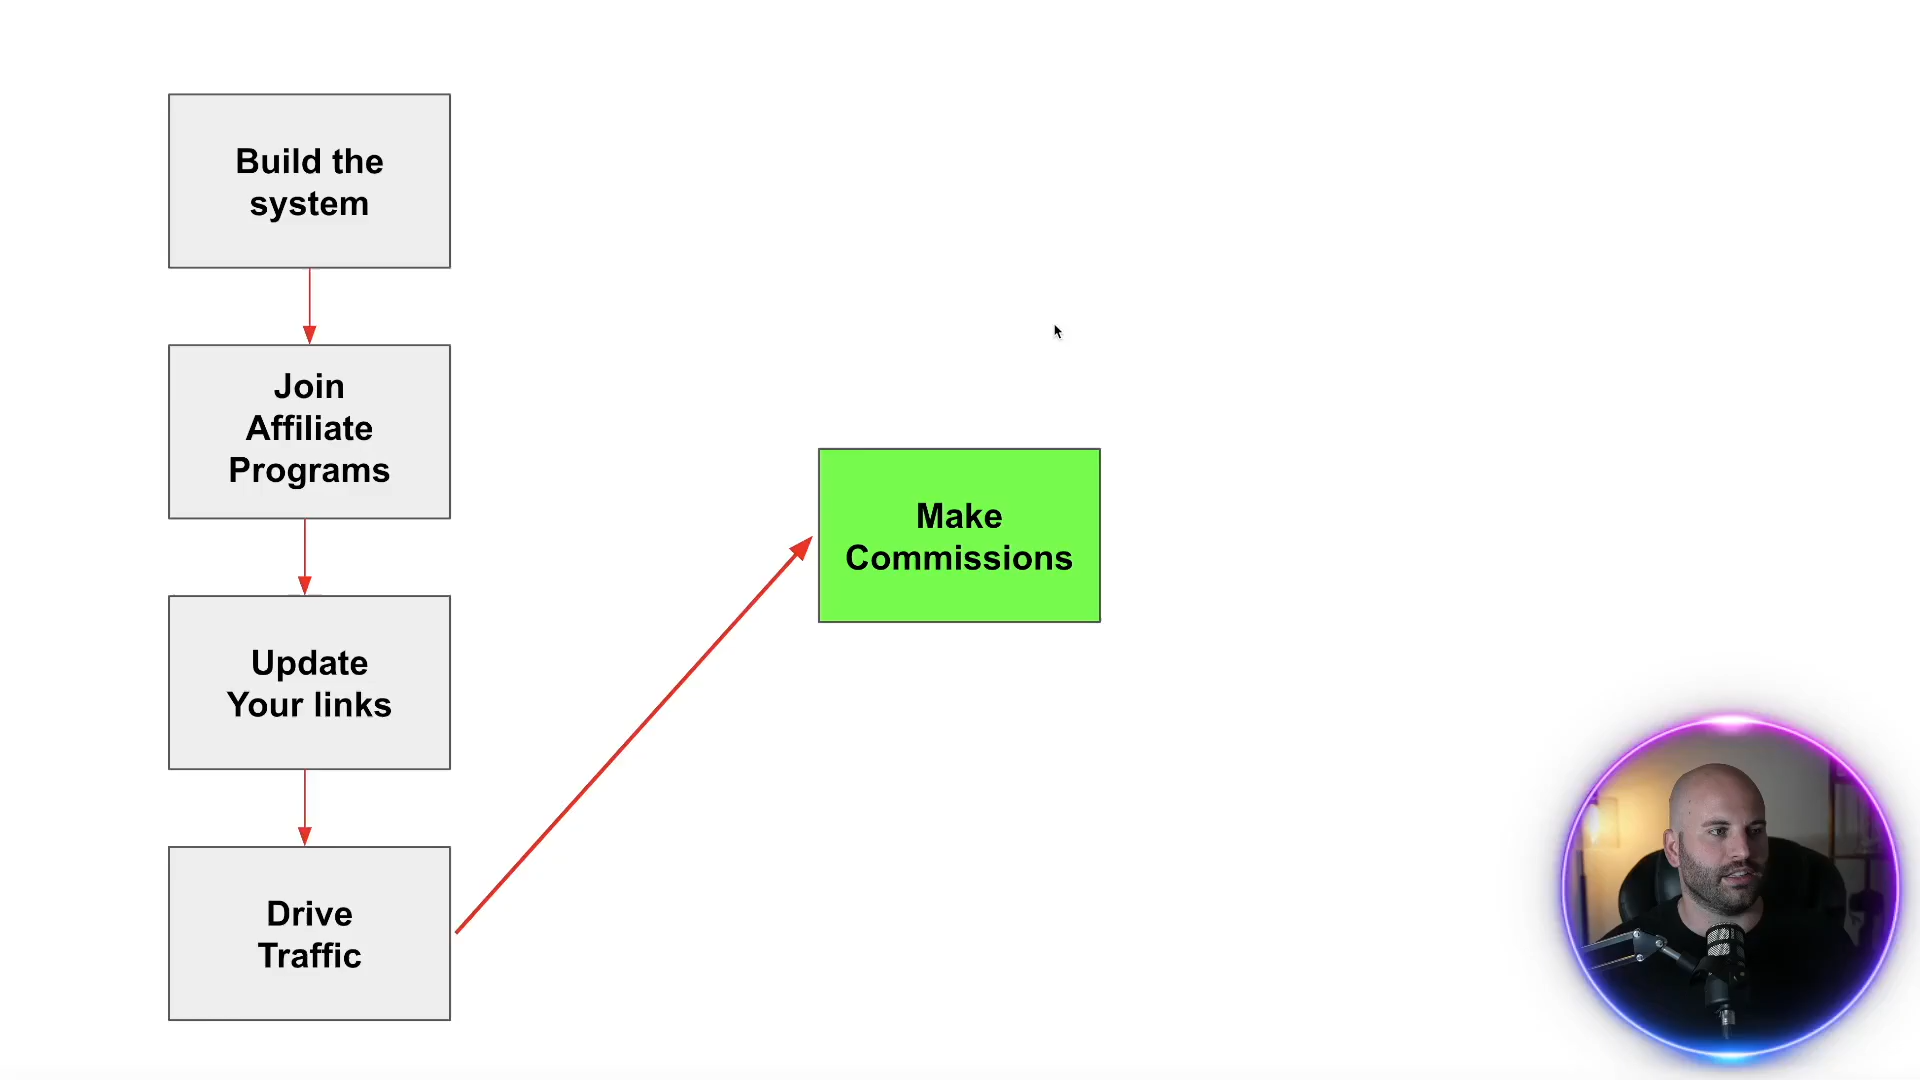 Build the
system
Join
Affiliate
Programs
Update
Your links
Drive
Traffic
Make
Commissions